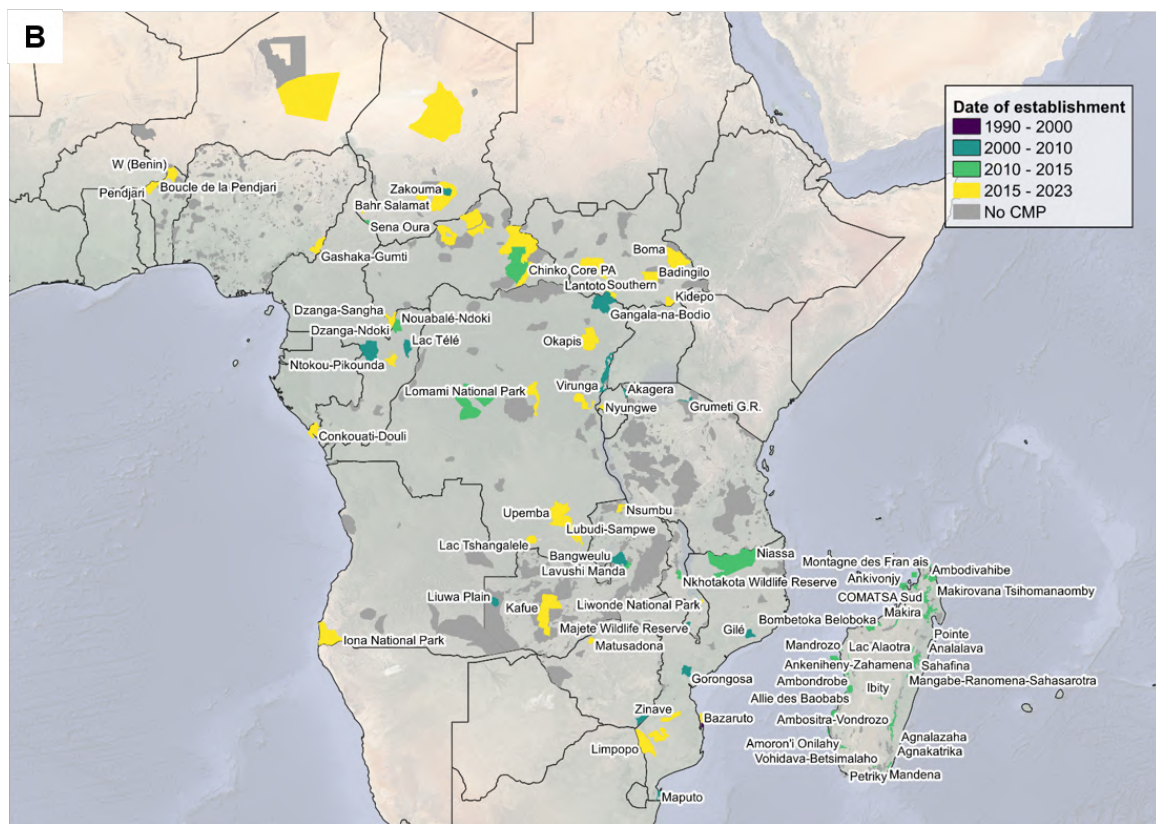 B
Date of establishment
1990 - 2000
2000 - 2010
2010 - 2015
2015 - 2023
No CMP
W (Benin)
Pendjari
Boucle de la Pendjari
Zakouma
Bahr Salamat
Sena Oura
Gashaka-Gumti
Boma
Chinko Core PA
Badingilo
Lantoto
Southern
Kidepo
Gangala-na-Bodio
Dzanga-Sangha
Nouabalé-Ndoki
Dzanga-Ndoki
Lac Télé
Okapis
Ntokou-Pikounda
Lomami National Park
Virunga
Akagera
Nyungwe
Grumeti G.R.
Conkouati-Douli
Upemba
Nsumbu
Lubudi-Sampwe
Lac Tshangalele
Bangweulu
Lavushi Manda
Niassa
Nkhotakota Wildlife Reserve
Liuwa Plain
Kafue
Liwonde National Park
Majete Wildlife Reserve
Gilé
Iona National Park
Matusadona
Gorongosa
Zinave
Bazaruto
Limpopo
Maputo
Montagne des Fran ais
Ambodivahibe
Ankivonjy
COMATSA Sud
Makirovana Tsihomanaomby
Makira
Bombetoka Beloboka
Pointe
Analalava
Mandrozo
Lac Alaotra
Ankeniheny-Zahamena
Sahafina
Ambondrobe
Mangabe-Ranomena-Sahasarotra
Ibity
Allie des Baobabs
Ambositra-Vondrozo
Agnalazaha
Amoron'i Onilahy
Agnakatrika
Vohidava-Betsimalaho
Petriky
Mandena